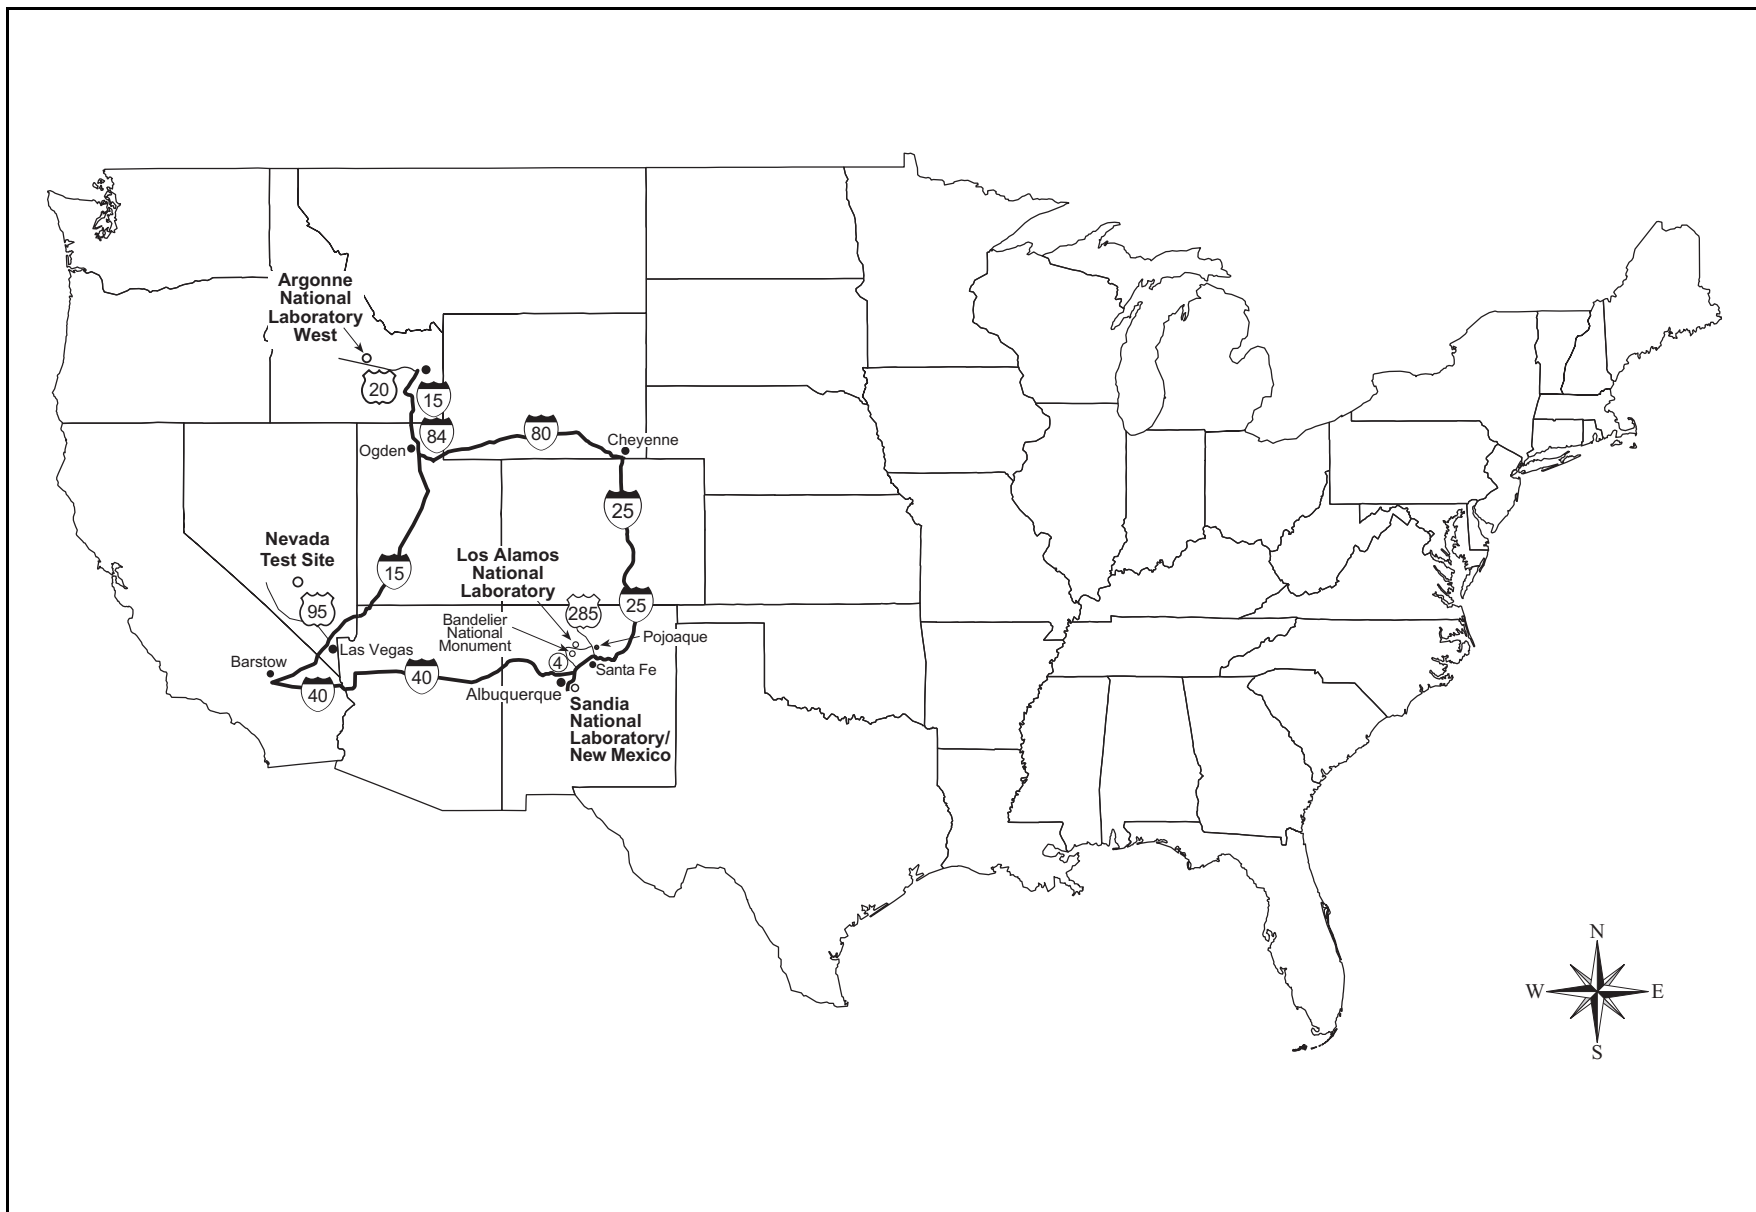 Argonne
National
Laboratory
West
20
15
84
80
Cheyenne
Ogden
25
Nevada
Test Site
15
Los Alamos
National
Laboratory
95
285
25
Bandelier
National
Monument
Pojoaque
Las Vegas
4
Santa Fe
Barstow
40
40
Albuquerque
Sandia
National
Laboratory/
New Mexico
N
W
E
S